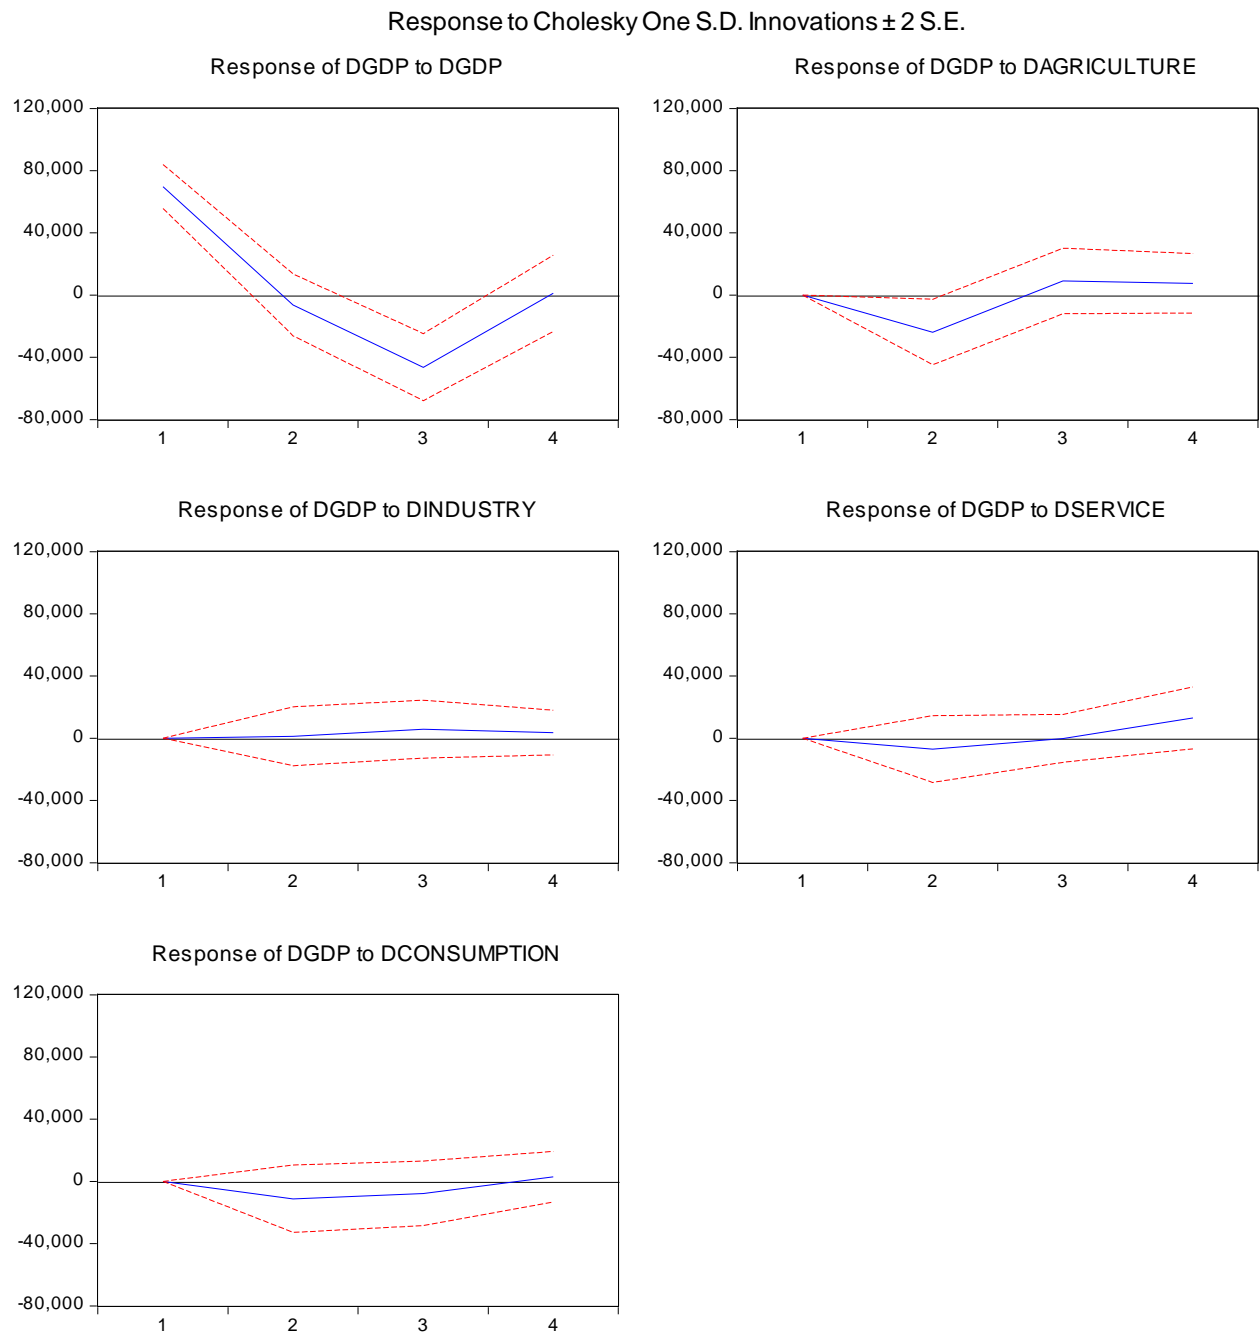 Response to Cholesky One S.D. Innovations ± 2 S.E.
Response of DGDP to DGDP
120,000
80,000
40,000
0
-40,000
-80,000
1 2 3 4
Response of DGDP to DAGRICULTURE
120,000
80,000
40,000
0
-40,000
-80,000
1 2 3 4
Response of DGDP to DINDUSTRY
120,000
80,000
40,000
0
-40,000
-80,000
1 2 3 4
Response of DGDP to DSERVICE
120,000
80,000
40,000
0
-40,000
-80,000
1 2 3 4
Response of DGDP to DCONSUMPTION
120,000
80,000
40,000
0
-40,000
-80,000
1 2 3 4